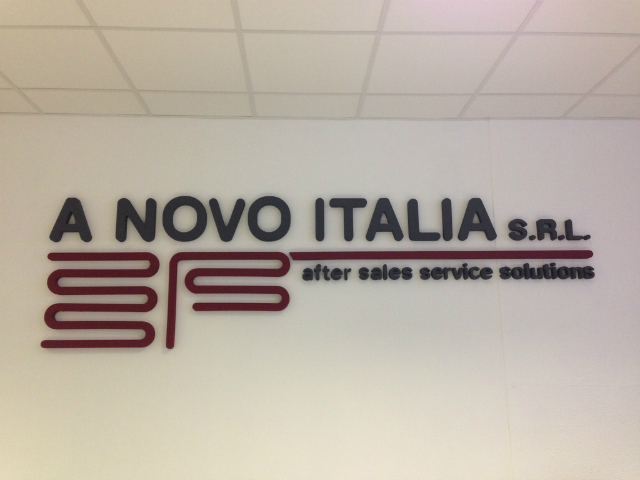 A NOVO ITALIA S.R.L.
after sales service solutions